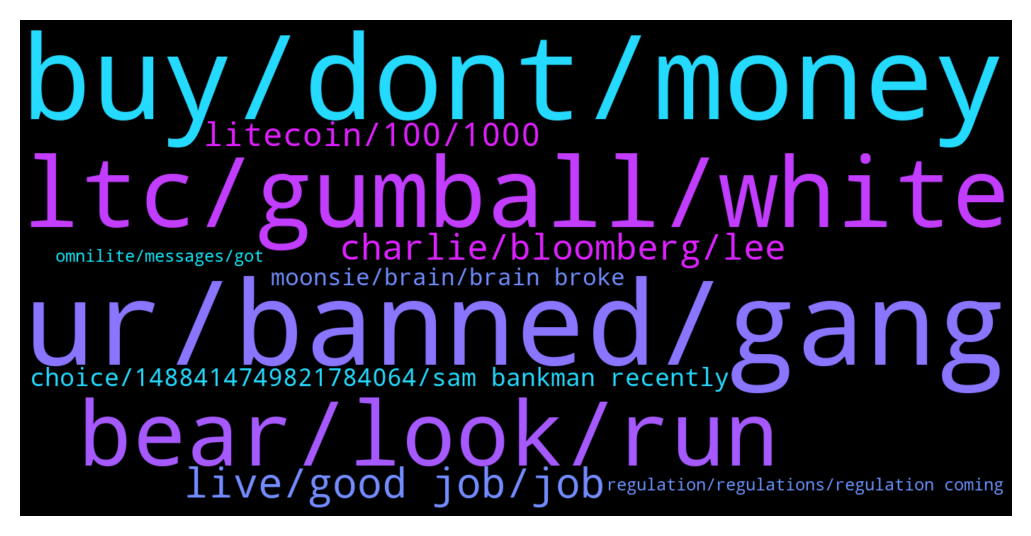 buy/dont/money
litecoin/100/1000
ltc/gumball/white
charlie/bloomberg/lee
omnilite/messages/got
moonsie/brain/brain broke
ur/banned/gang
choice/1488414749821784064/sam bankman recently
bear/look/run
live/good job/job
regulation/regulations/regulation coming